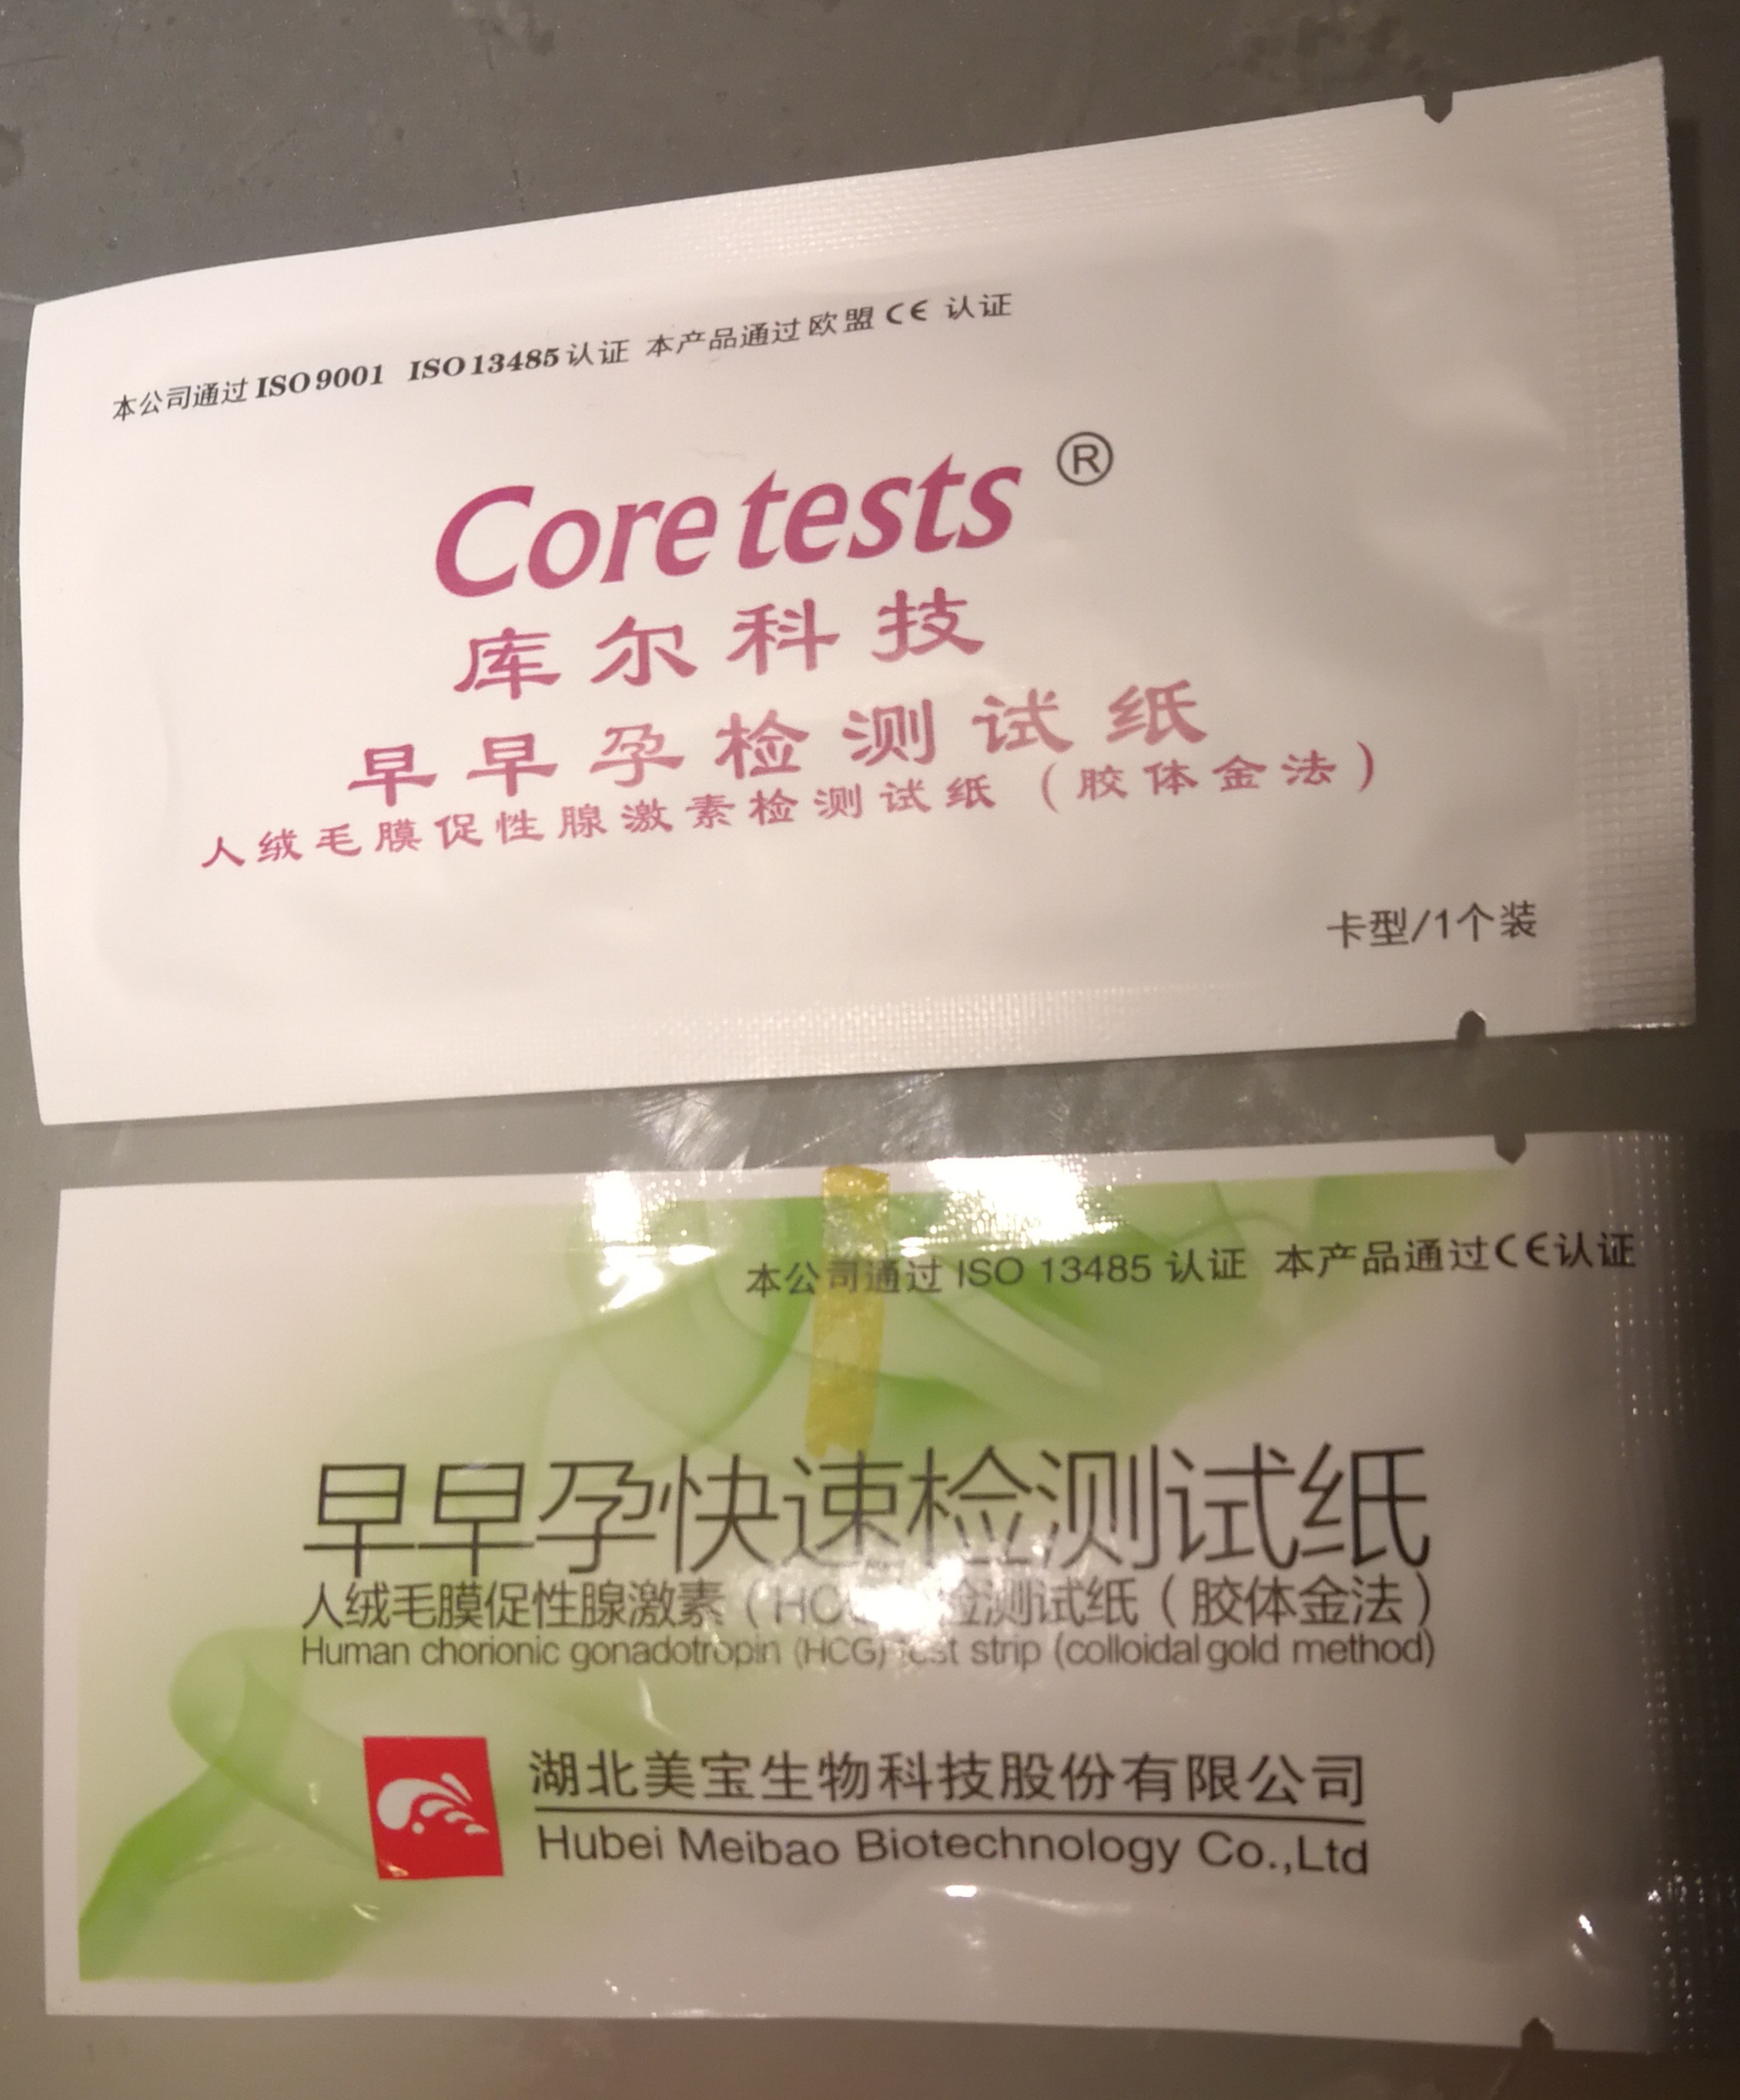 本公司通过 ISO 9001 ISO 13485 认证 本产品通过欧盟 CE 认证
Core tests ®
库尔科技
早早孕检测试纸
人绒毛膜促性腺激素检测试纸(胶体金法)
卡型/1个装
本公司通过 ISO 13485 认证 本产品通过CE认证
早早孕快速检测试纸
人绒毛膜促性腺激素(HCG)检测试纸(胶体金法)
Human chorionic gonadotropin (HCG) test strip (colloidal gold method)
湖北美宝生物科技股份有限公司
Hubei Meibao Biotechnology Co.,Ltd